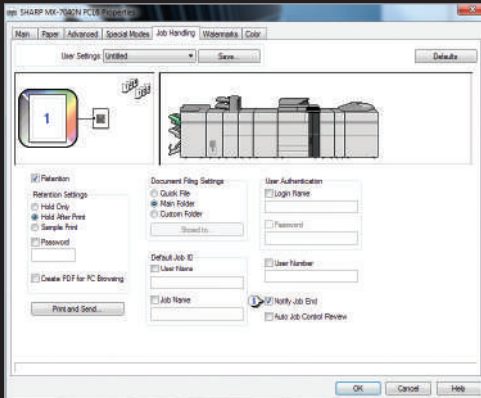 SHARP MX-7040N PCL6 Properties
Main Paper Advanced Special Modes Job Handling Watermarks Color
User Settings: Untitled Save... Defaults
1
Retention
Retention Settings
Hold Only
Hold After Print
Sample Print
Password
Create PDF for PC Browsing
Print and Send...
Document Filing Settings
Quick File
Main Folder
Custom Folder
Stored to...
Default Job ID
User Name
Job Name
User Authentication
Login Name
Password
User Number
Notify Job End
Auto Job Control Review
OK Cancel Help